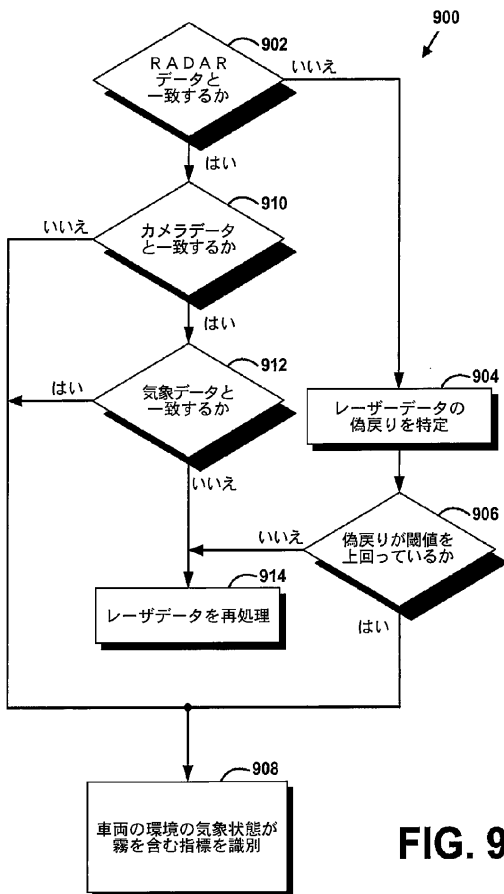 900
902
RADAR
データと
一致するか
いいえ
はい
910
いいえ
カメラデータ
と一致するか
はい
912
はい
気象データと
一致するか
904
レーザーデータの
偽戻りを特定
いいえ
906
いいえ
偽戻りが閾値を
上回っているか
914
レーザデータを再処理
はい
908
車両の環境の気象状態が
霧を含む指標を識別
FIG. 9